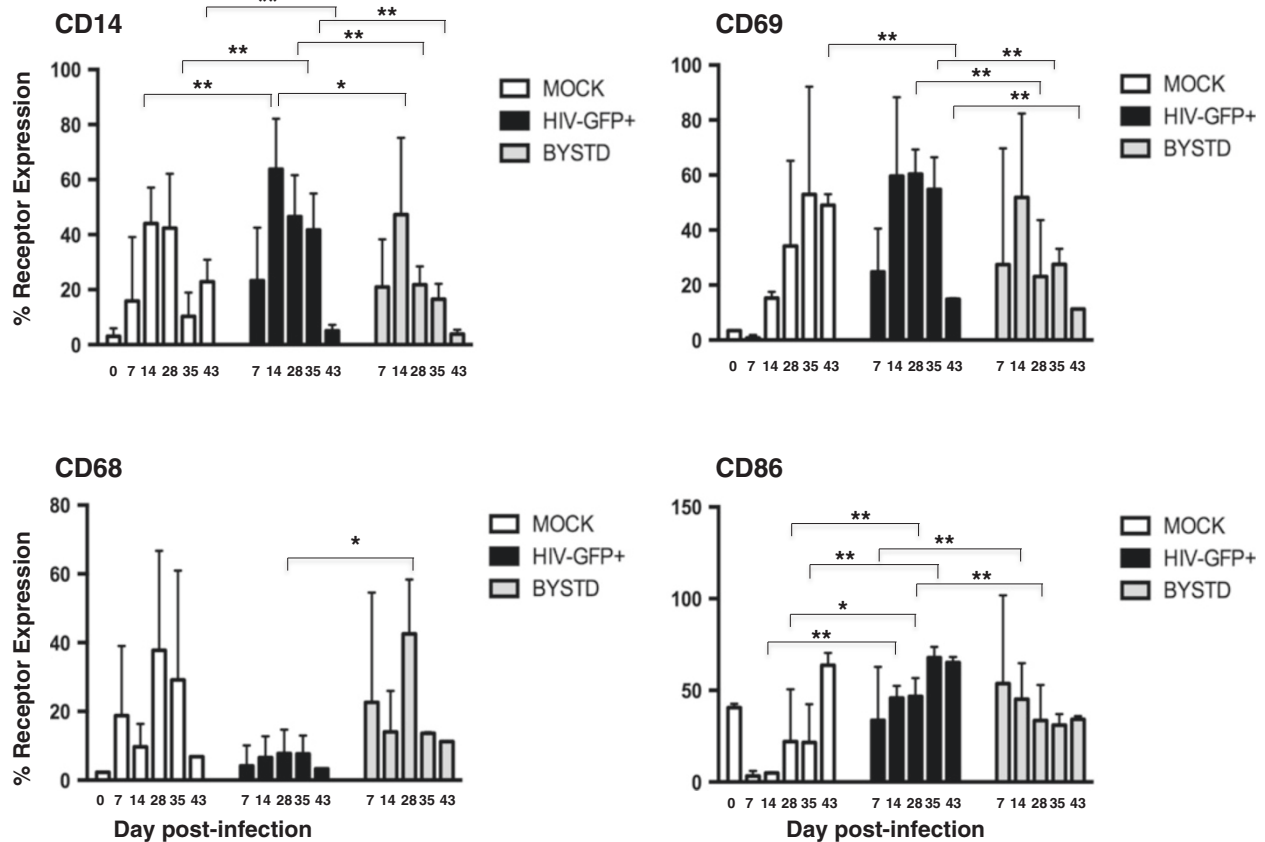 CD14
**
**
**
**
**
*
% Receptor Expression
100
80
60
40
20
0
MOCK
HIV-GFP+
BYSTD
0 7 14 28 35 43 7 14 28 35 43 7 14 28 35 43
CD69
**
**
**
**
100
80
60
40
20
0
MOCK
HIV-GFP+
BYSTD
0 7 14 28 35 43 7 14 28 35 43 7 14 28 35 43
CD68
*
% Receptor Expression
80
60
40
20
0
MOCK
HIV-GFP+
BYSTD
0 7 14 28 35 43 7 14 28 35 43 7 14 28 35 43
Day post-infection
CD86
**
**
**
**
*
**
150
100
50
0
MOCK
HIV-GFP+
BYSTD
0 7 14 28 35 43 7 14 28 35 43 7 14 28 35 43
Day post-infection